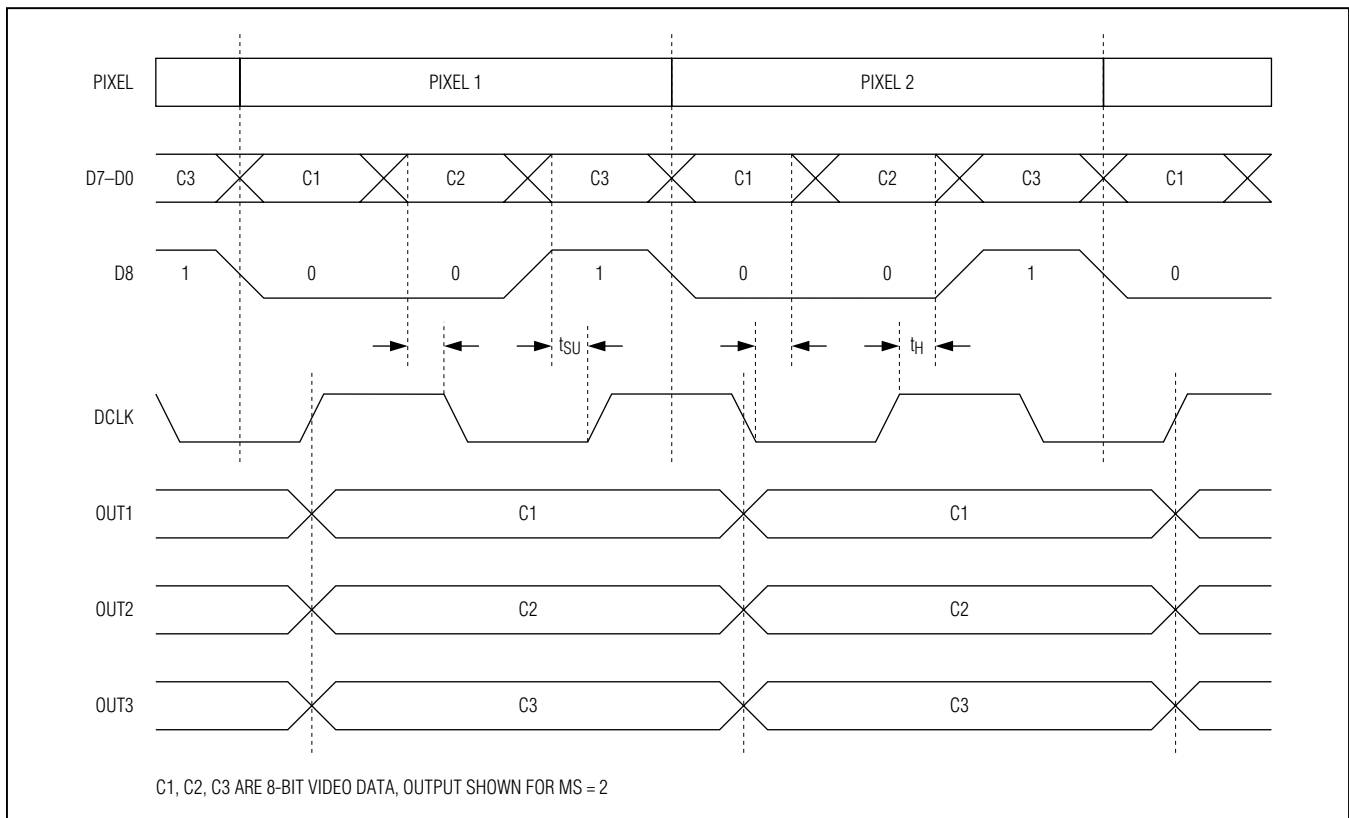 PIXEL PIXEL 1 PIXEL 2
D7–D0 C3 C1 C2 C3 C1 C2 C3 C1
D8 1 0 0 1 0 0 1 0
tSU tH
DCLK
OUT1 C1 C1
OUT2 C2 C2
OUT3 C3 C3
C1, C2, C3 ARE 8-BIT VIDEO DATA, OUTPUT SHOWN FOR MS = 2